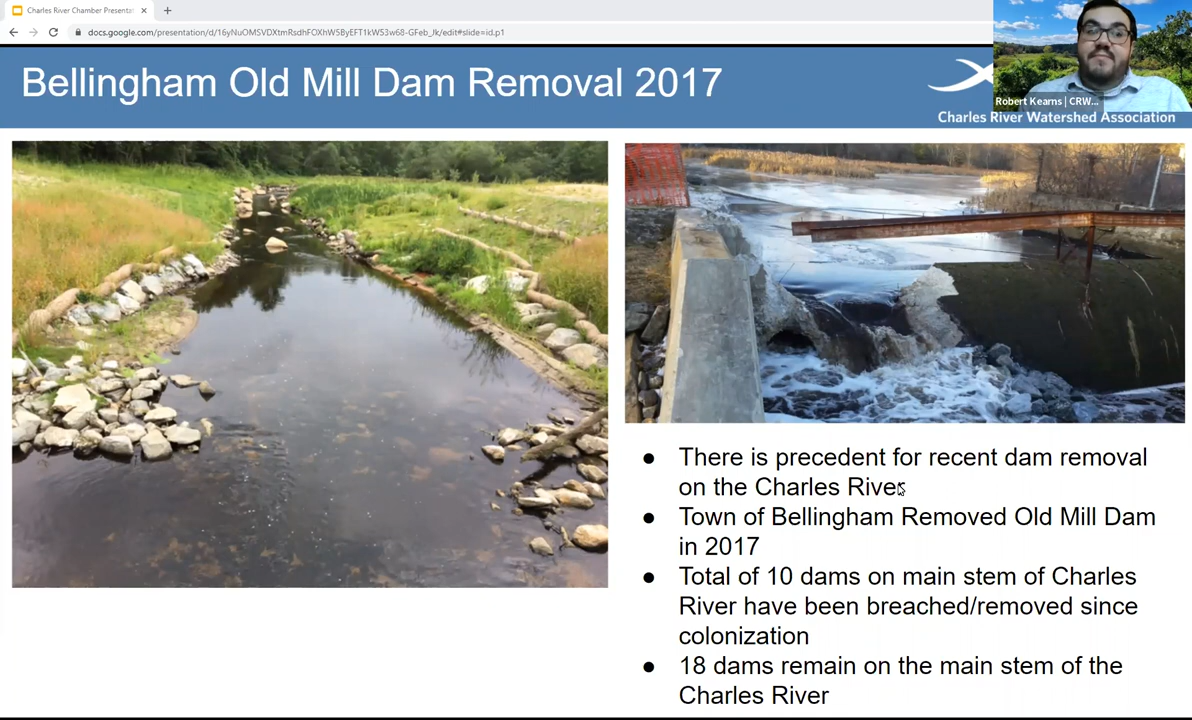 Charles River Chamber Presentat
docs.google.com/presentation/d/16yNuOMSVDXtmRsdhFOXhW5ByEFT1kW53w68-GFeb_Jk/edit#slide=id.p1
Bellingham Old Mill Dam Removal 2017
Robert Kearns | CRW...
Charles River Watershed Association
● There is precedent for recent dam removal
on the Charles River
● Town of Bellingham Removed Old Mill Dam
in 2017
● Total of 10 dams on main stem of Charles
River have been breached/removed since
colonization
● 18 dams remain on the main stem of the
Charles River